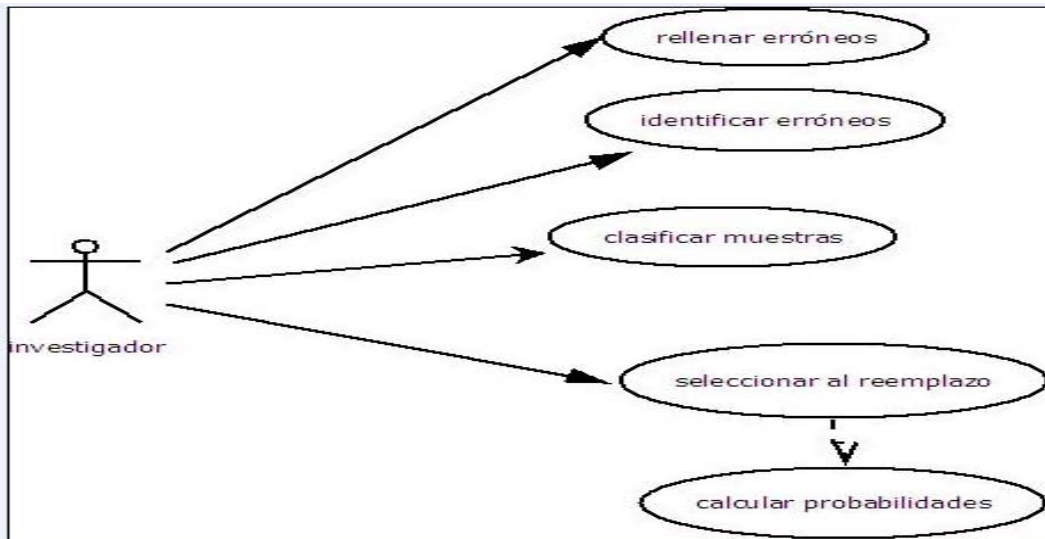 rellenar erróneos
identificar erróneos
clasificar muestras
investigador
seleccionar al reemplazo
calcular probabilidades